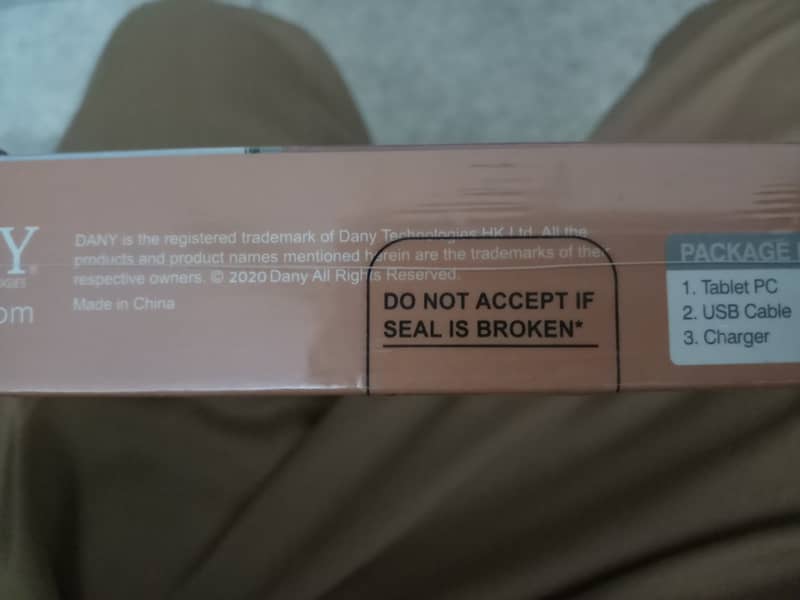 Y
DANY is the registered trademark of Dany Technologies HK Ltd. All the
products and product names mentioned herein are the trademarks of the
respective owners. © 2020 Dany All Rights Reserved.
om
Made in China
DO NOT ACCEPT IF
SEAL IS BROKEN*
PACKAGE
1. Tablet PC
2. USB Cable
3. Charger